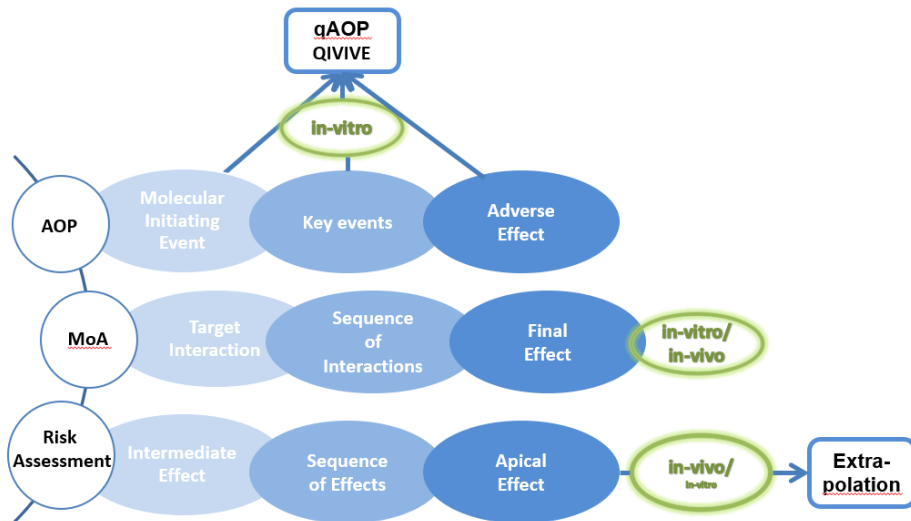 qAOP
QIVIVE
in-vitro
AOP
Molecular
Initiating
Event
Key events
Adverse
Effect
MoA
Target
Interaction
Sequence
of
Interactions
Final
Effect
in-vitro/
in-vivo
Risk
Assessment
Intermediate
Effect
Sequence
of Effects
Apical
Effect
in-vivo/
in-vitro
Extra-
polation